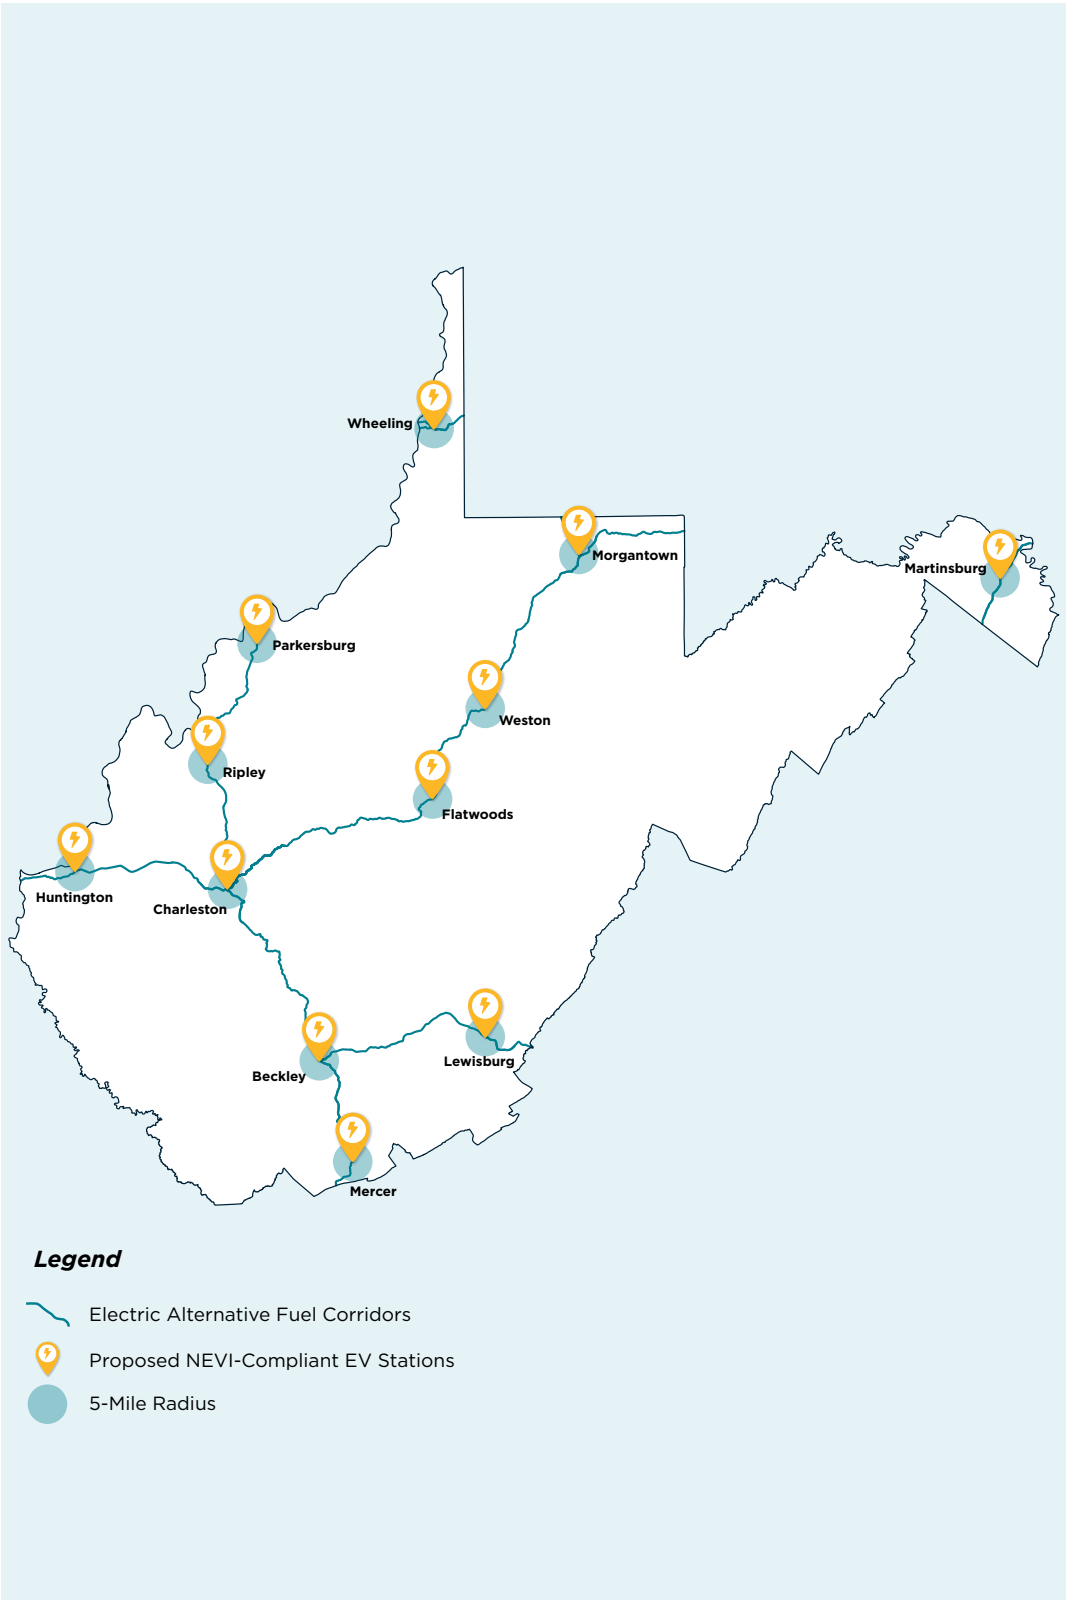 Wheeling
Morgantown
Martinsburg
Parkersburg
Weston
Ripley
Flatwoods
Huntington
Charleston
Lewisburg
Beckley
Mercer
Legend
Electric Alternative Fuel Corridors
Proposed NEVI-Compliant EV Stations
5-Mile Radius